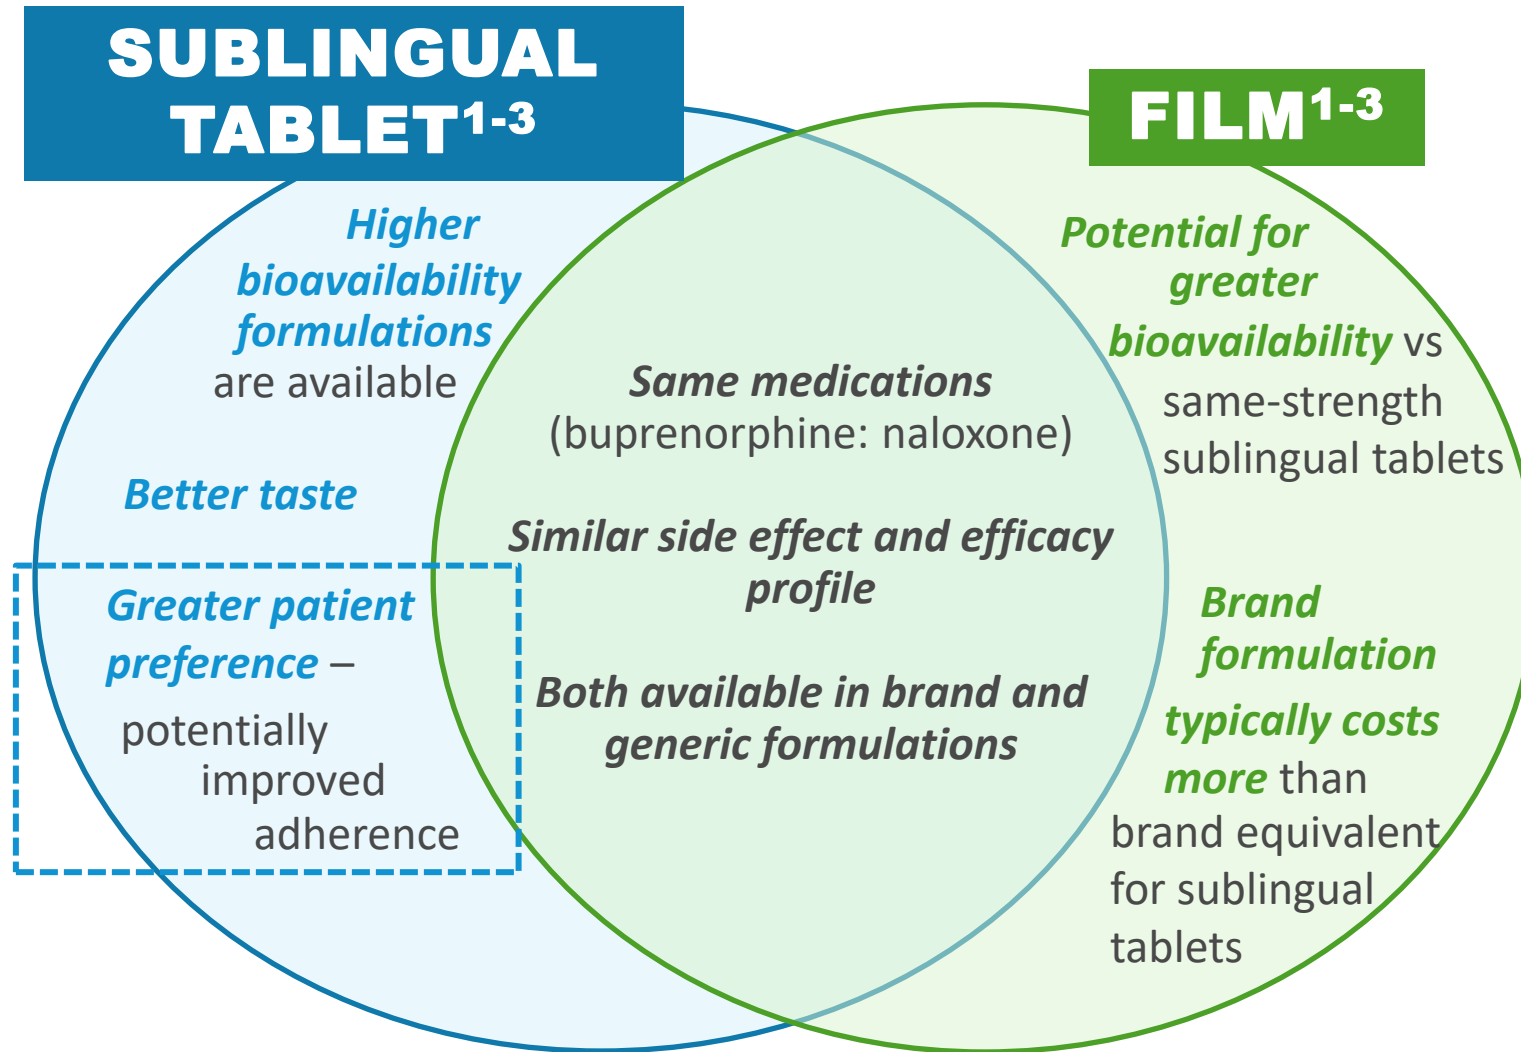 SUBLINGUAL
TABLET¹⁻³
FILM¹⁻³
Higher
bioavailability
formulations
are available
Better taste
Greater patient
preference –
potentially
improved
adherence
Same medications
(buprenorphine: naloxone)
Similar side effect and efficacy
profile
Both available in brand and
generic formulations
Potential for
greater
bioavailability vs
same-strength
sublingual tablets
Brand
formulation
typically costs
more than
brand equivalent
for sublingual
tablets